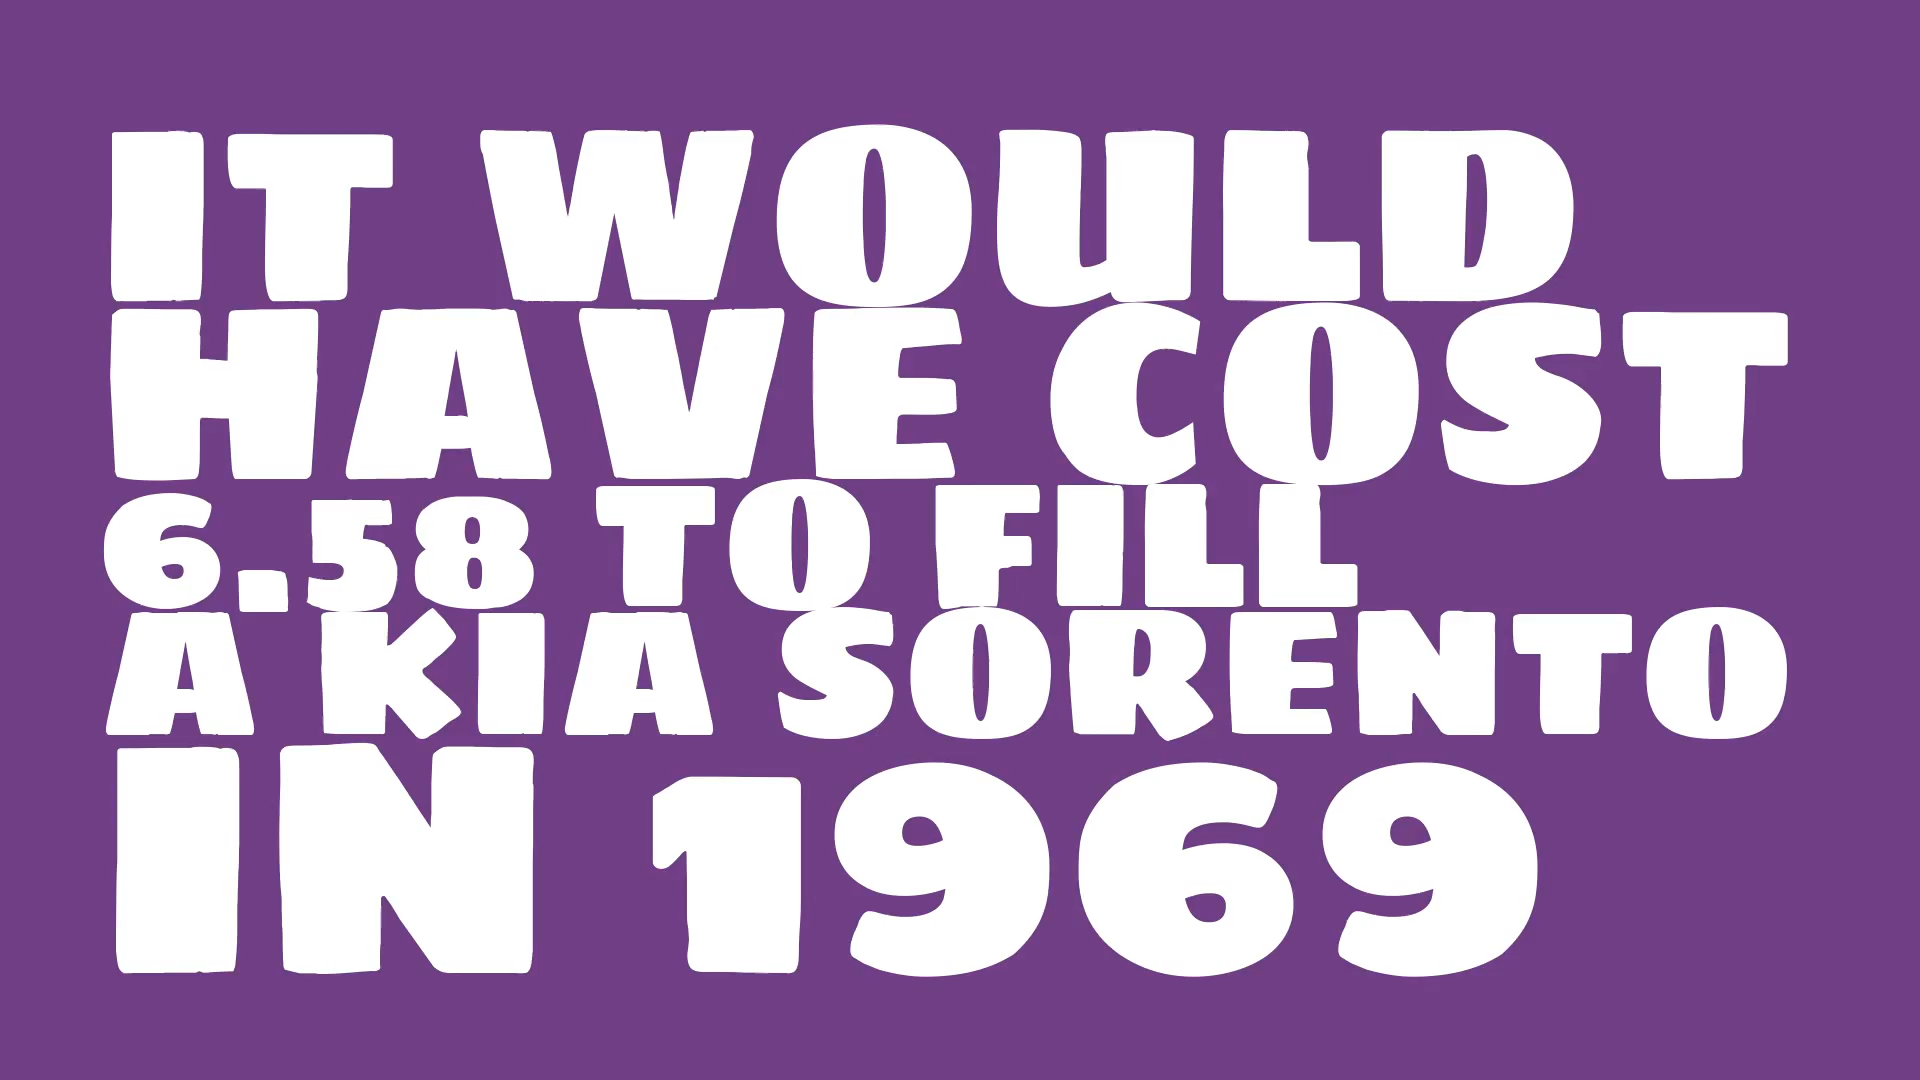 IT WOULD
HAVE COST
6.58 TO FILL
A KIA SORENTO
IN 1969